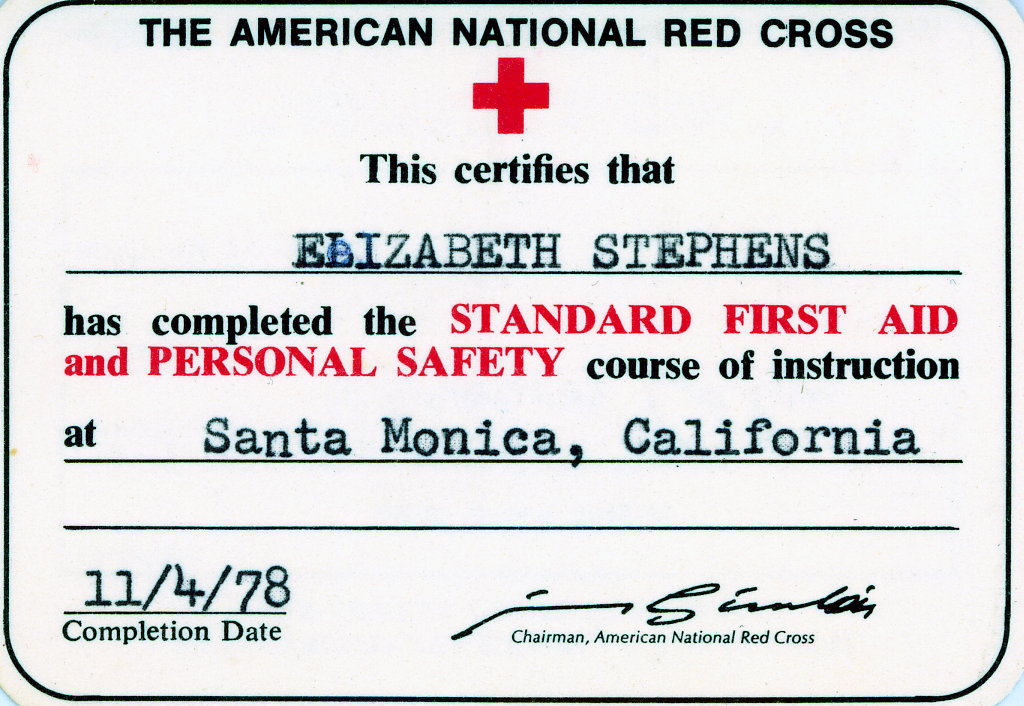 THE AMERICAN NATIONAL RED CROSS
This certifies that
ELIZABETH STEPHENS
has completed the STANDARD FIRST AID
and PERSONAL SAFETY course of instruction
at Santa Monica, California
11/4/78
Completion Date
Chairman, American National Red Cross